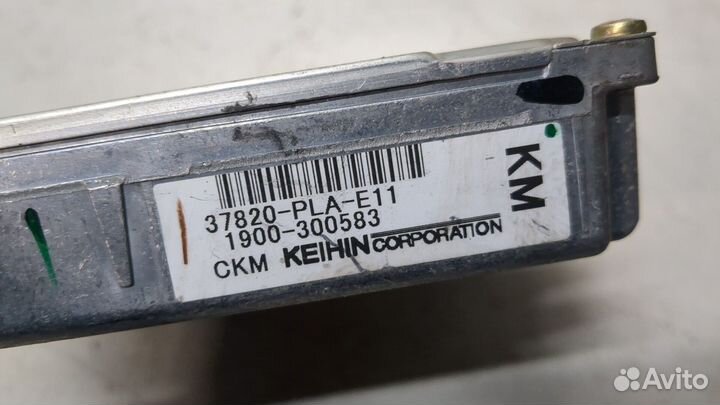 37820-PLA-E11
1900-300583
CKM KEIHIN CORPORATION
KM
Avito